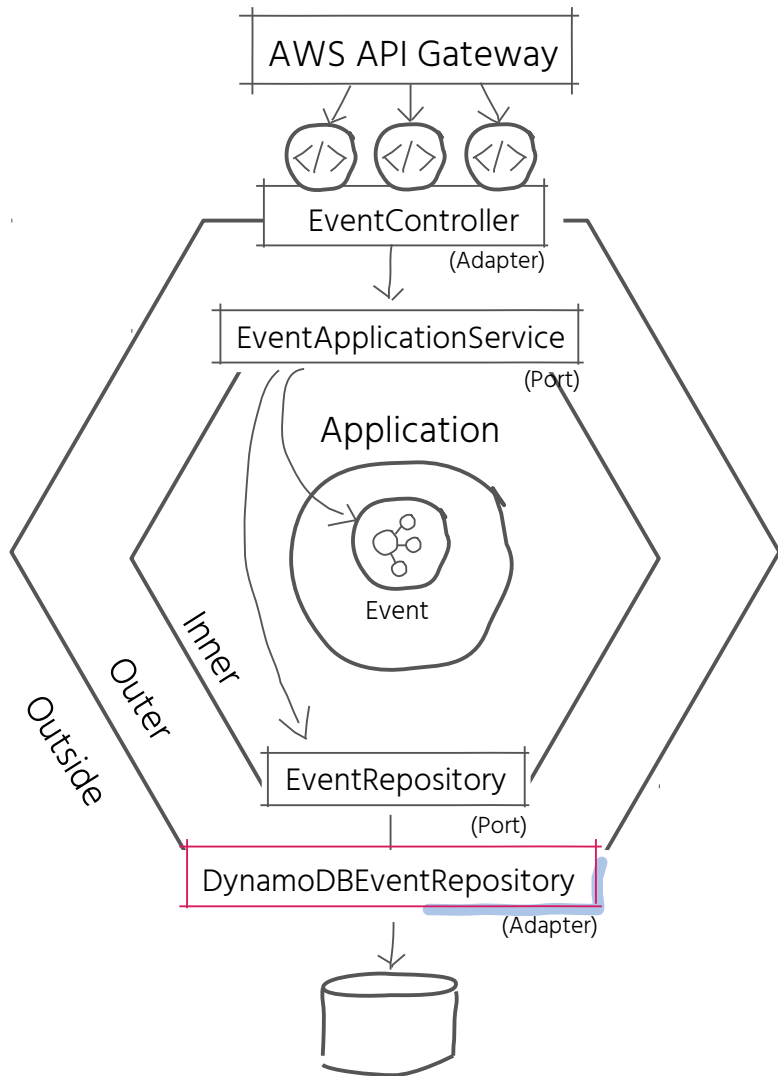 AWS API Gateway
</>
</>
</>
EventController
(Adapter)
EventApplicationService
(Port)
Application
Event
Inner
Outer
Outside
EventRepository
(Port)
DynamoDBEventRepository
(Adapter)